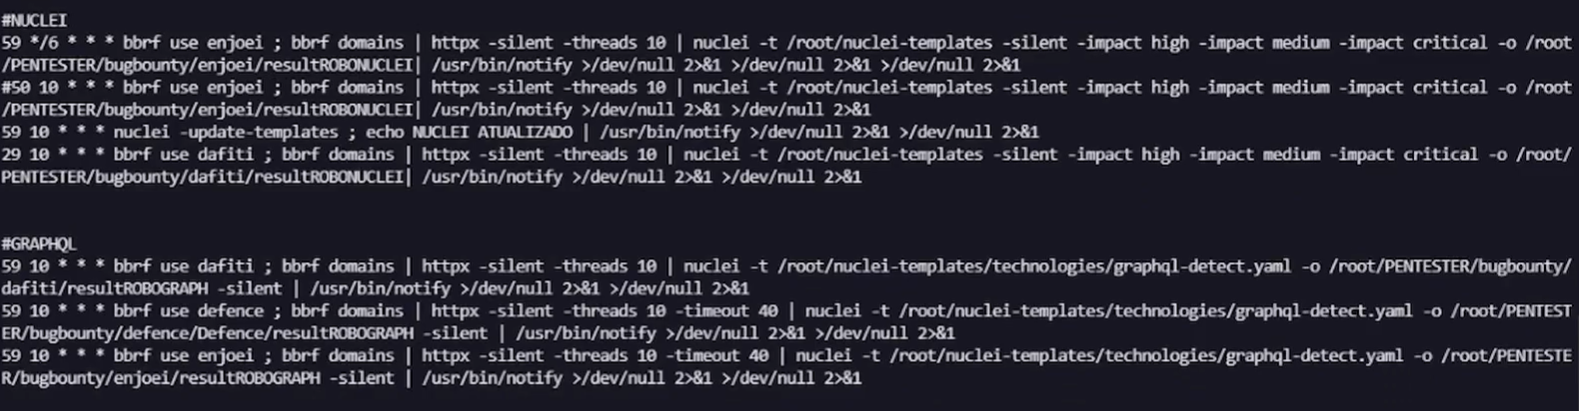 #NUCLEI
59 */6 * * * bbrf use enjoei ; bbrf domains | httpx -silent -threads 10 | nuclei -t /root/nuclei-templates -silent -impact high -impact medium -impact critical -o /root
/PENTESTER/bugbounty/enjoei/resultROBONUCLEI| /usr/bin/notify >/dev/null 2>&1 >/dev/null 2>&1 >/dev/null 2>&1
#50 10 * * * bbrf use enjoei ; bbrf domains | httpx -silent -threads 10 | nuclei -t /root/nuclei-templates -silent -impact high -impact medium -impact critical -o /root
/PENTESTER/bugbounty/enjoei/resultROBONUCLEI| /usr/bin/notify >/dev/null 2>&1 >/dev/null 2>&1
59 10 * * * nuclei -update-templates ; echo NUCLEI ATUALIZADO | /usr/bin/notify >/dev/null 2>&1 >/dev/null 2>&1
29 10 * * * bbrf use dafiti ; bbrf domains | httpx -silent -threads 10 | nuclei -t /root/nuclei-templates -silent -impact high -impact medium -impact critical -o /root/
PENTESTER/bugbounty/dafiti/resultROBONUCLEI| /usr/bin/notify >/dev/null 2>&1 >/dev/null 2>&1
#GRAPHQL
59 10 * * * bbrf use dafiti ; bbrf domains | httpx -silent -threads 10 | nuclei -t /root/nuclei-templates/technologies/graphql-detect.yaml -o /root/PENTESTER/bugbounty/
dafiti/resultROBOGRAPH -silent | /usr/bin/notify >/dev/null 2>&1 >/dev/null 2>&1
59 10 * * * bbrf use defence ; bbrf domains | httpx -silent -threads 10 -timeout 40 | nuclei -t /root/nuclei-templates/technologies/graphql-detect.yaml -o /root/PENTEST
ER/bugbounty/defence/Defence/resultROBOGRAPH -silent | /usr/bin/notify >/dev/null 2>&1 >/dev/null 2>&1
59 10 * * * bbrf use enjoei ; bbrf domains | httpx -silent -threads 10 -timeout 40 | nuclei -t /root/nuclei-templates/technologies/graphql-detect.yaml -o /root/PENTESTE
R/bugbounty/enjoei/resultROBOGRAPH -silent | /usr/bin/notify >/dev/null 2>&1 >/dev/null 2>&1